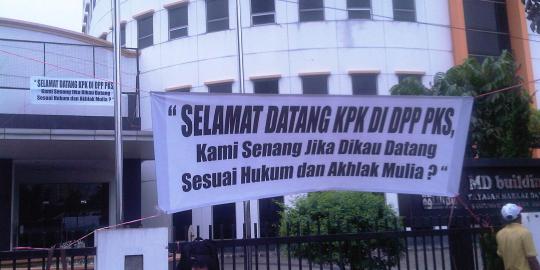 " SELAMAT DATANG KPK DI DPP PKS,
Kami Senang Jika Dikau Datang
Sesuai Hukum dan Akhlak Mulia ? "
" SELAMAT DATANG KPK DI DPP PKS,
Kami Senang Jika Dikau Datang
Sesuai Hukum dan Akhlak Mulia ? "
MD building